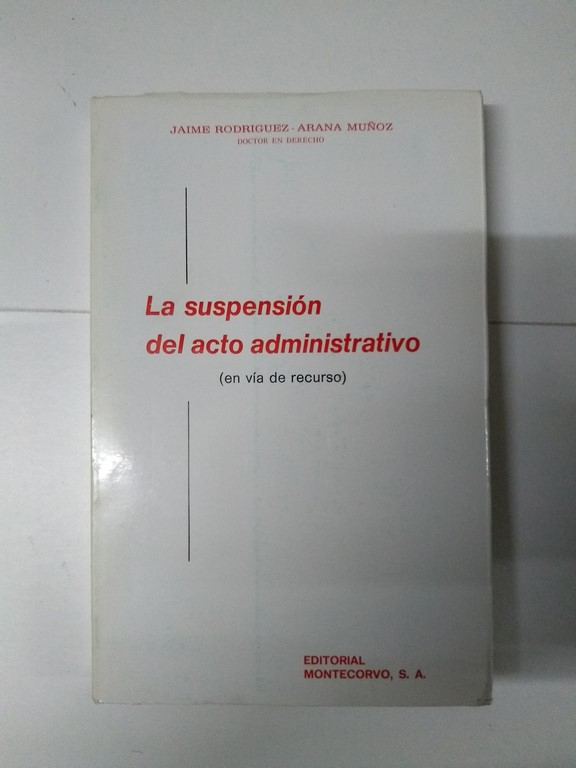 JAIME RODRIGUEZ - ARANA MUÑOZ
DOCTOR EN DERECHO
La suspensión
del acto administrativo
(en vía de recurso)
EDITORIAL
MONTECORVO, S. A.